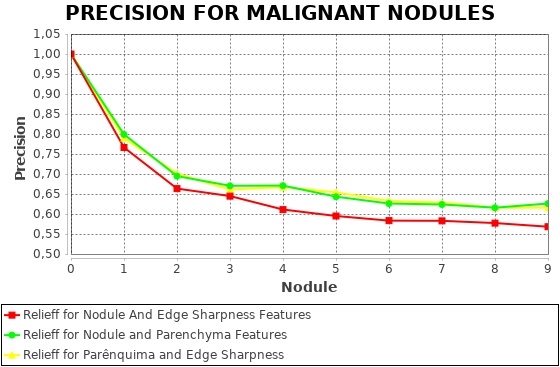 PRECISION FOR MALIGNANT NODULES
1,05
1,00
0,95
0,90
0,85
0,80
0,75
0,70
0,65
0,60
0,55
0,50
Precision
0 1 2 3 4 5 6 7 8 9
Nodule
Relieff for Nodule And Edge Sharpness Features
Relieff for Nodule and Parenchyma Features
Relieff for Parênquima and Edge Sharpness